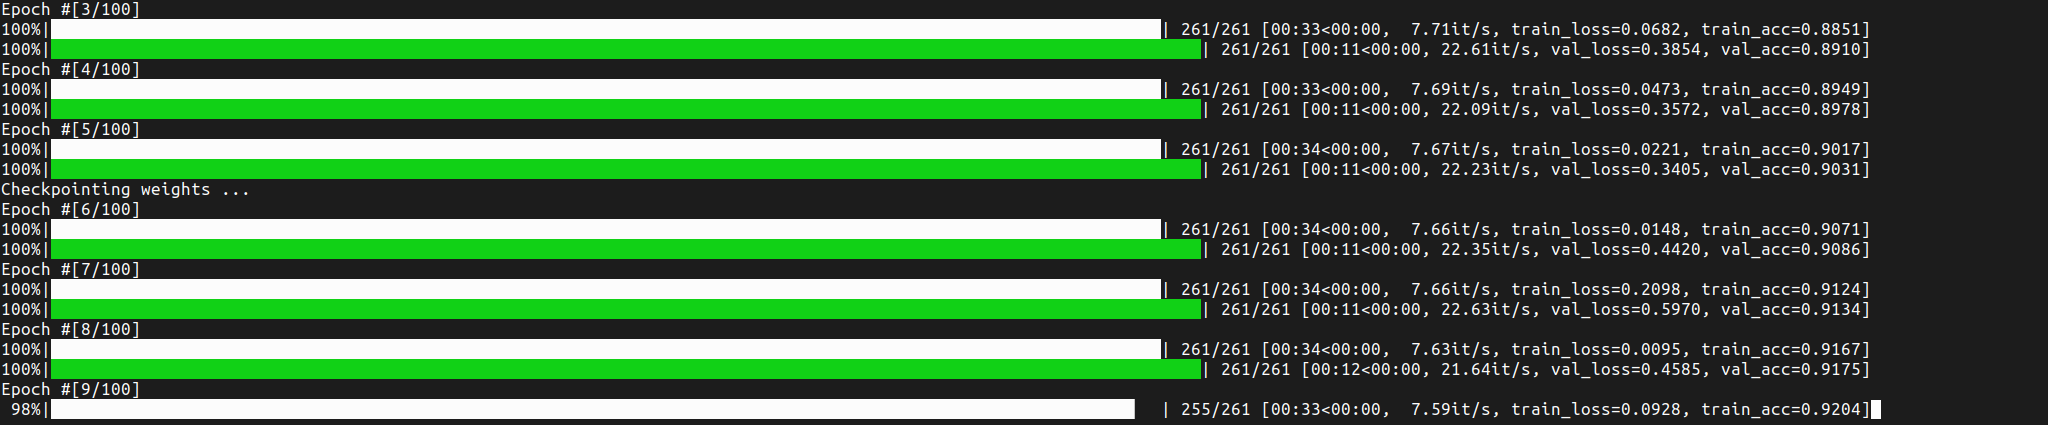 Epoch #[3/100]
100%| | 261/261 [00:33<00:00,  7.71it/s, train_loss=0.0682, train_acc=0.8851]
100%| | 261/261 [00:11<00:00, 22.61it/s, val_loss=0.3854, val_acc=0.8910]
Epoch #[4/100]
100%| | 261/261 [00:33<00:00,  7.69it/s, train_loss=0.0473, train_acc=0.8949]
100%| | 261/261 [00:11<00:00, 22.09it/s, val_loss=0.3572, val_acc=0.8978]
Epoch #[5/100]
100%| | 261/261 [00:34<00:00,  7.67it/s, train_loss=0.0221, train_acc=0.9017]
100%| | 261/261 [00:11<00:00, 22.23it/s, val_loss=0.3405, val_acc=0.9031]
Checkpointing weights ...
Epoch #[6/100]
100%| | 261/261 [00:34<00:00,  7.66it/s, train_loss=0.0148, train_acc=0.9071]
100%| | 261/261 [00:11<00:00, 22.35it/s, val_loss=0.4420, val_acc=0.9086]
Epoch #[7/100]
100%| | 261/261 [00:34<00:00,  7.66it/s, train_loss=0.2098, train_acc=0.9124]
100%| | 261/261 [00:11<00:00, 22.63it/s, val_loss=0.5970, val_acc=0.9134]
Epoch #[8/100]
100%| | 261/261 [00:34<00:00,  7.63it/s, train_loss=0.0095, train_acc=0.9167]
100%| | 261/261 [00:12<00:00, 21.64it/s, val_loss=0.4585, val_acc=0.9175]
Epoch #[9/100]
98%| | 255/261 [00:33<00:00,  7.59it/s, train_loss=0.0928, train_acc=0.9204]